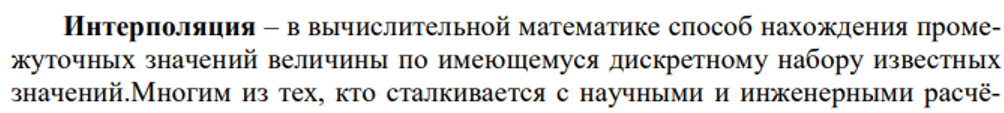 Интерполяция – в вычислительной математике способ нахождения проме-
жуточных значений величины по имеющемуся дискретному набору известных
значений.Многим из тех, кто сталкивается с научными и инженерными расчё-